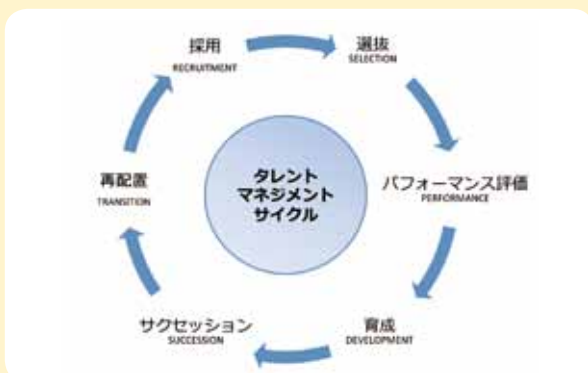 採用
RECRUITMENT
選抜
SELECTION
パフォーマンス評価
PERFORMANCE
育成
DEVELOPMENT
サクセッション
SUCCESSION
再配置
TRANSITION
タレント
マネジメント
サイクル